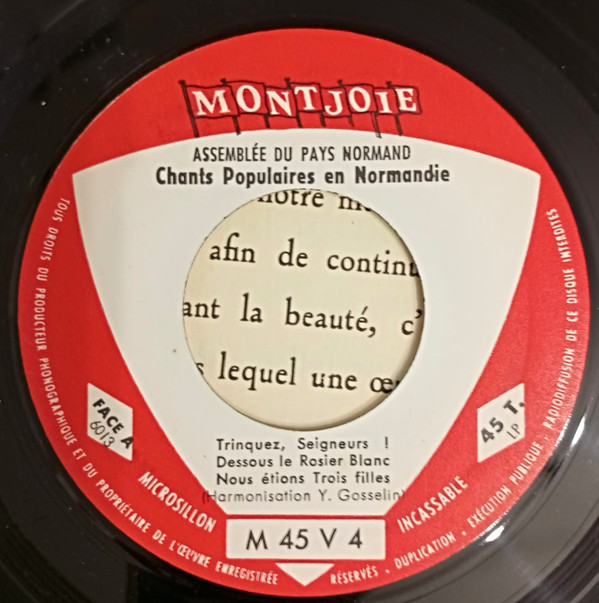 MONTJOIE
ASSEMBLÉE DU PAYS NORMAND
Chants Populaires en Normandie
notre
afin de contin
ant la beauté, c'
lequel une œ
Trinquez, Seigneurs !
Dessous le Rosier Blanc
Nous étions Trois filles
(Harmonisation Y. Gosselin)
FACE A
6013
45 T.
LP
MICROSILLON
INCASSABLE
M 45 V 4
TOUS DROITS DU PRODUCTEUR PHONOGRAPHIQUE ET DU PROPRIÉTAIRE DE L'ŒUVRE ENREGISTRÉE RÉSERVÉS . DUPLICATION . EXÉCUTION PUBLIQUE . RADIODIFFUSION DE CE DISQUE INTERDITES